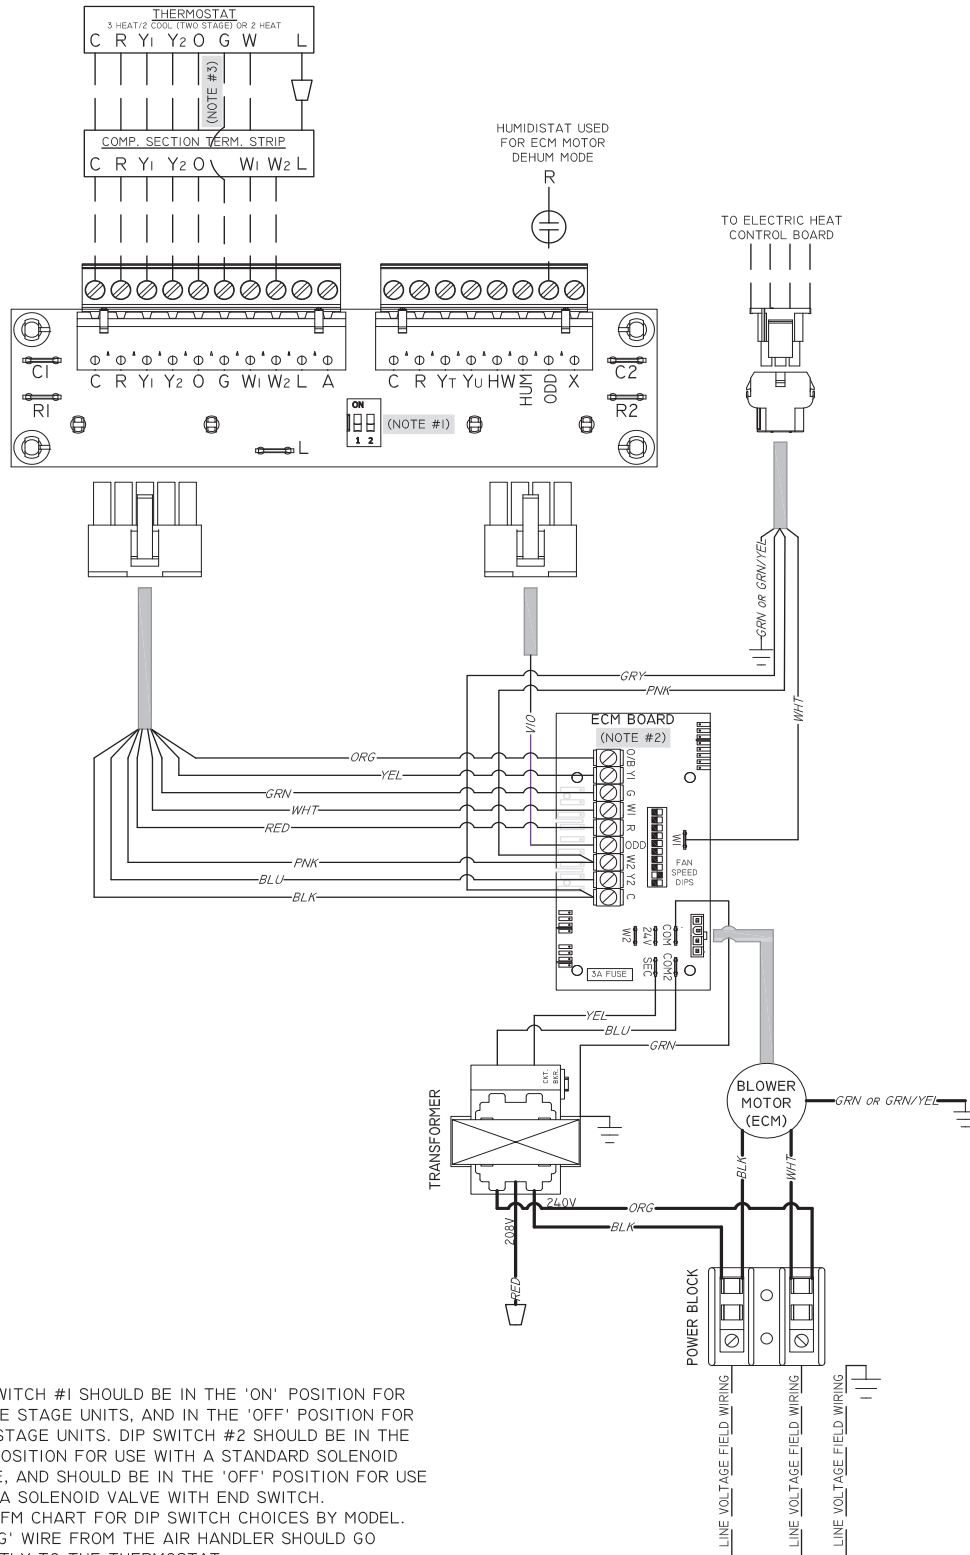 THERMOSTAT
3 HEAT/2 COOL (TWO STAGE) OR 2 HEAT
C R Y1 Y2 O G W L
(NOTE #3)
COMP. SECTION TERM. STRIP
C R Y1 Y2 O W1 W2 L
HUMIDISTAT USED
FOR ECM MOTOR
DEHUM MODE
R
TO ELECTRIC HEAT
CONTROL BOARD
C1
R1
C R Y1 Y2 O G W1 W2 L A
C R YT YU HW HUM ODD X
C2
R2
ON
1 2
(NOTE #1)
L
GRN OR GRN/YEL
GRY
PNK
WHT
VIO
ECM BOARD
(NOTE #2)
ORG
YEL
GRN
WHT
RED
PNK
BLU
BLK
O/B
Y1
G
W1
R
ODD
W2
Y2
C
W1
FAN
SPEED
DIPS
W2
24V
COM
SEC
COM2
3A FUSE
YEL
BLU
GRN
CKT.
BKR.
TRANSFORMER
BLOWER
MOTOR
(ECM)
GRN OR GRN/YEL
BLK
WHT
240V
208V
ORG
BLK
RED
POWER BLOCK
LINE VOLTAGE FIELD WIRING
LINE VOLTAGE FIELD WIRING
LINE VOLTAGE FIELD WIRING
#1 SHOULD BE IN THE 'ON' POSITION FOR
STAGE UNITS, AND IN THE 'OFF' POSITION FOR
STAGE UNITS. DIP SWITCH #2 SHOULD BE IN THE
FOR USE WITH A STANDARD SOLENOID
AND SHOULD BE IN THE 'OFF' POSITION FOR USE
A SOLENOID VALVE WITH END SWITCH.
CHART FOR DIP SWITCH CHOICES BY MODEL.
WIRE FROM THE AIR HANDLER SHOULD GO
TO THE THERMOSTAT